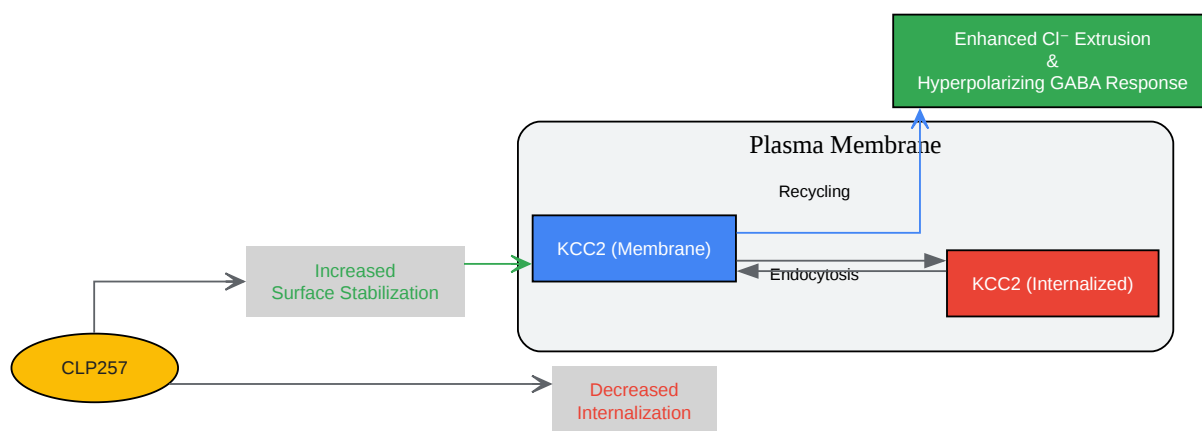 Enhanced Cl⁻ Extrusion
&
Hyperpolarizing GABA Response
Plasma Membrane
Recycling
KCC2 (Membrane)
Increased
Surface Stabilization
Endocytosis
KCC2 (Internalized)
CLP257
Decreased
Internalization